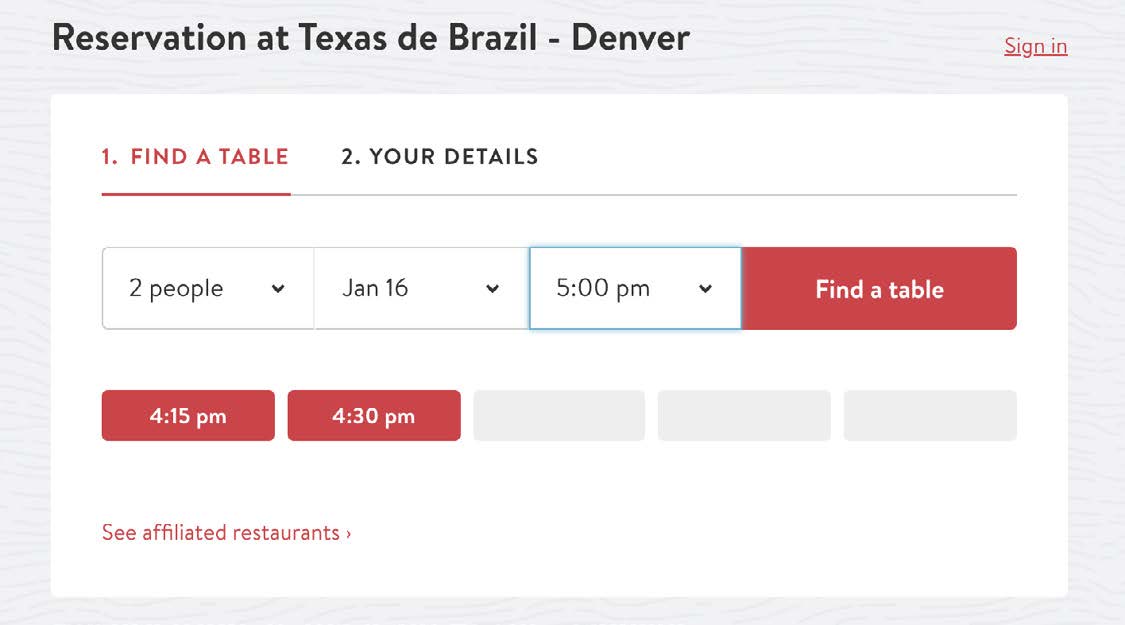 Reservation at Texas de Brazil - Denver
Sign in
1. FIND A TABLE
2. YOUR DETAILS
2 people
Jan 16
5:00 pm
Find a table
4:15 pm
4:30 pm
See affiliated restaurants ›